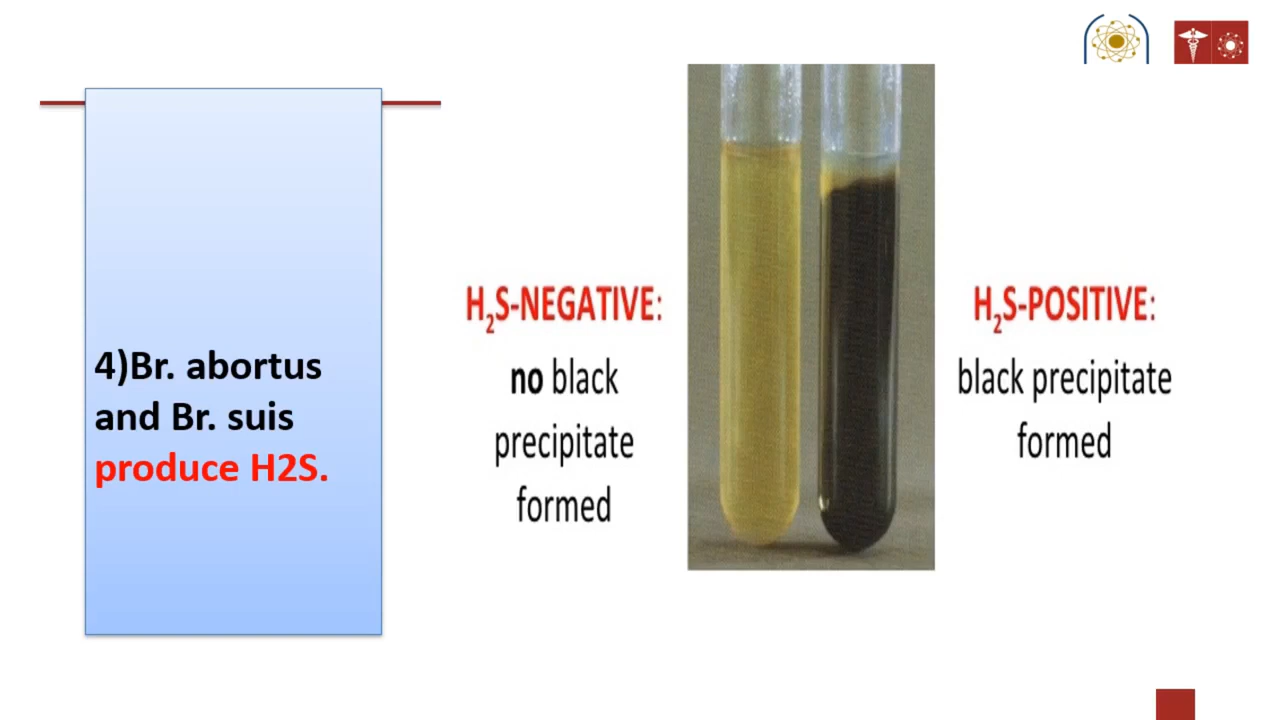 4)Br. abortus
and Br. suis
produce H2S.
H₂S-NEGATIVE:
no black
precipitate
formed
H₂S-POSITIVE:
black precipitate
formed